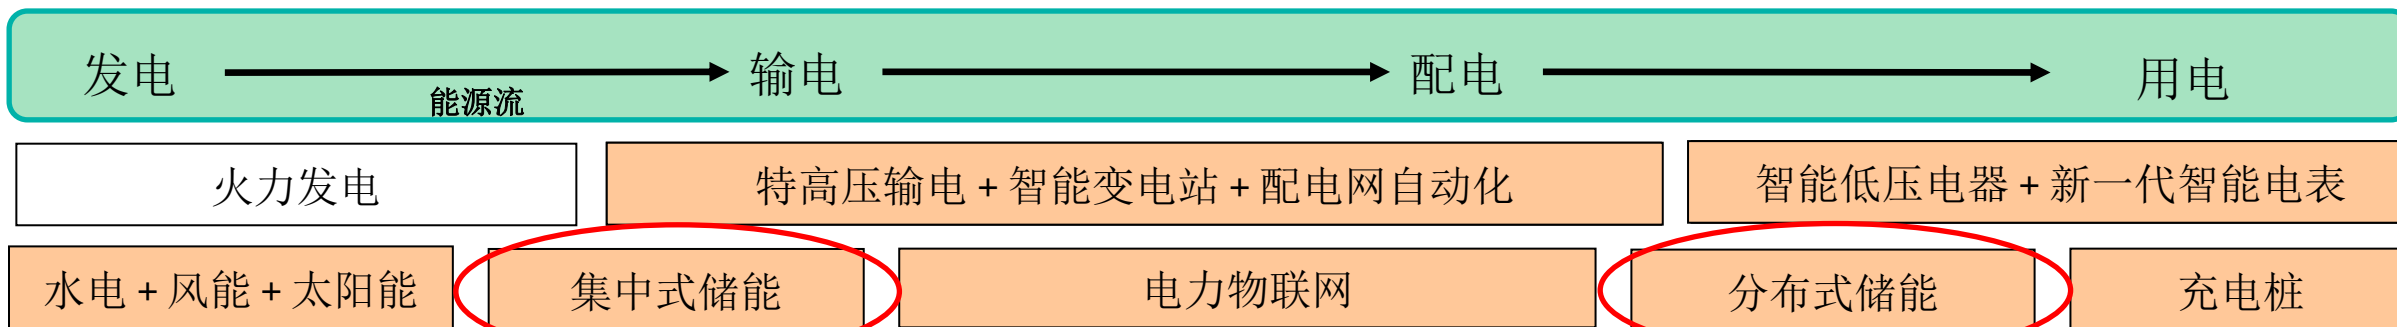 发电 输电 配电 用电
能源流
火力发电 特高压输电+智能变电站+配电网自动化 智能低压电器+新一代智能电表
水电+风能+太阳能 集中式储能 电力物联网 分布式储能 充电桩